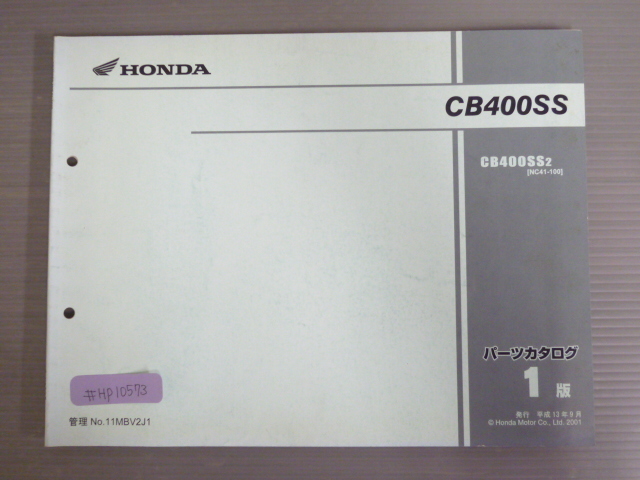 HONDA
CB400SS
CB400SS2
[NC41-100]
パーツカタログ
1 版
発行 平成13年9月
© Honda Motor Co., Ltd. 2001
#HP10573
管理 No.11MBV2J1